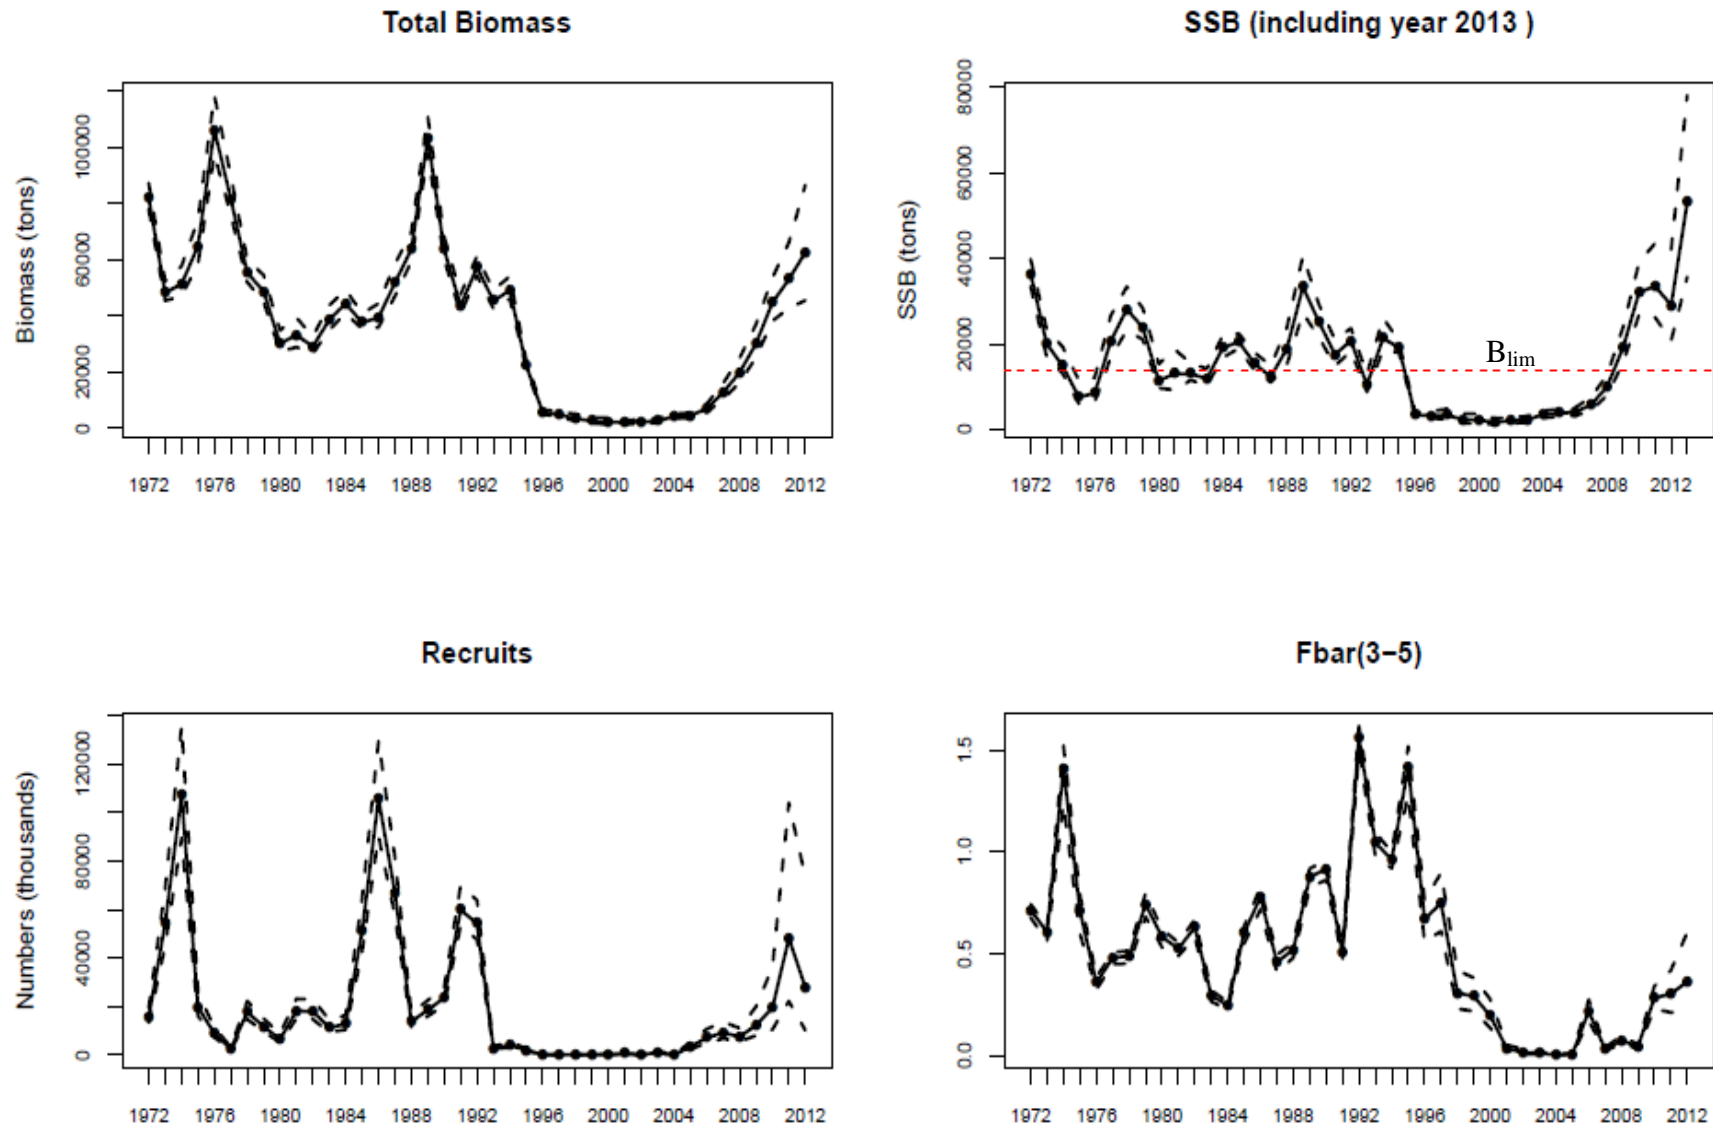 Total Biomass
Biomass (tons)
100000
60000
20000
0
1972 1976 1980 1984 1988 1992 1996 2000 2004 2008 2012
SSB (including year 2013 )
SSB (tons)
80000
60000
40000
20000
0
Blim
1972 1976 1980 1984 1988 1992 1996 2000 2004 2008 2012
Recruits
Numbers (thousands)
120000
80000
40000
0
1972 1976 1980 1984 1988 1992 1996 2000 2004 2008 2012
Fbar(3−5)
1.5
1.0
0.5
0.0
1972 1976 1980 1984 1988 1992 1996 2000 2004 2008 2012